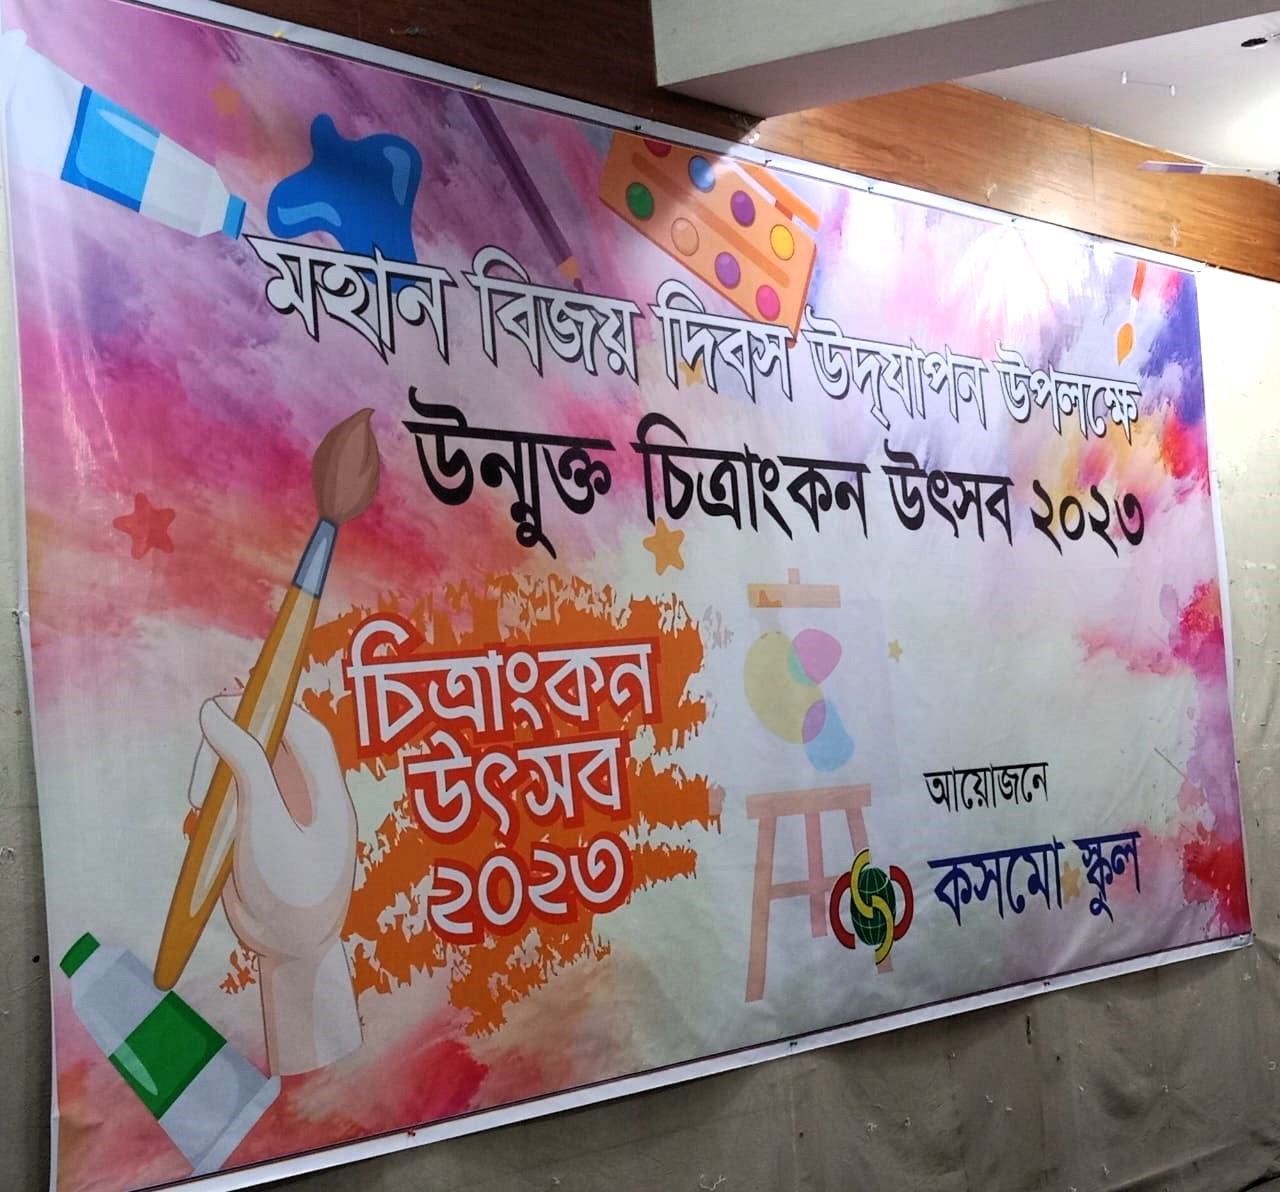 মহান বিজয় দিবস উদ্‌যাপন উপলক্ষে
উন্মুক্ত চিত্রাংকন উৎসব ২০২৩
চিত্রাংকন
উৎসব
২০২৩
আয়োজনে
কসমো স্কুল